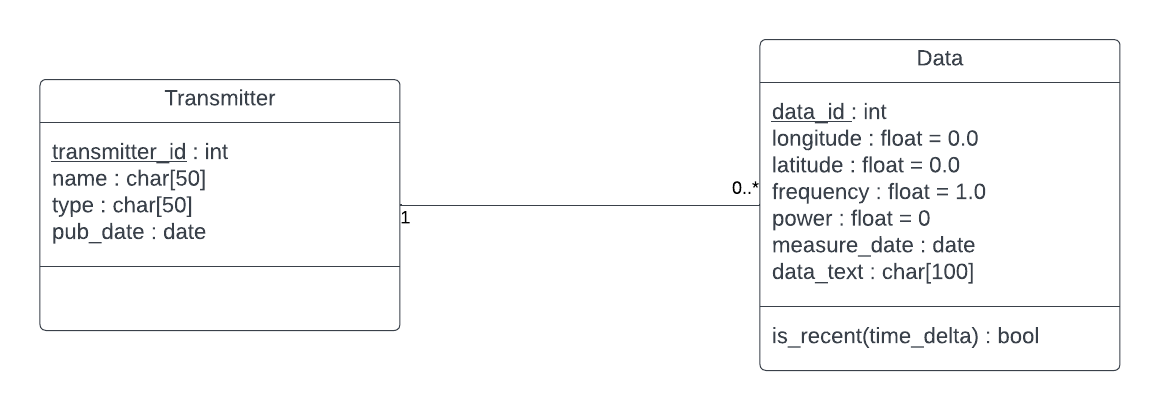 Transmitter
transmitter_id : int
name : char[50]
type : char[50]
pub_date : date
1
0..*
Data
data_id : int
longitude : float = 0.0
latitude : float = 0.0
frequency : float = 1.0
power : float = 0
measure_date : date
data_text : char[100]
is_recent(time_delta) : bool